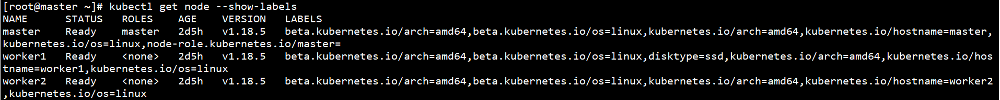 [root@master ~]# kubectl get node --show-labels
NAME      STATUS   ROLES    AGE    VERSION   LABELS
master    Ready    master   2d5h   v1.18.5   beta.kubernetes.io/arch=amd64,beta.kubernetes.io/os=linux,kubernetes.io/arch=amd64,kubernetes.io/hostname=master,
kubernetes.io/os=linux,node-role.kubernetes.io/master=
worker1   Ready    <none>   2d5h   v1.18.5   beta.kubernetes.io/arch=amd64,beta.kubernetes.io/os=linux,disktype=ssd,kubernetes.io/arch=amd64,kubernetes.io/hos
tname=worker1,kubernetes.io/os=linux
worker2   Ready    <none>   2d5h   v1.18.5   beta.kubernetes.io/arch=amd64,beta.kubernetes.io/os=linux,kubernetes.io/arch=amd64,kubernetes.io/hostname=worker2
,kubernetes.io/os=linux